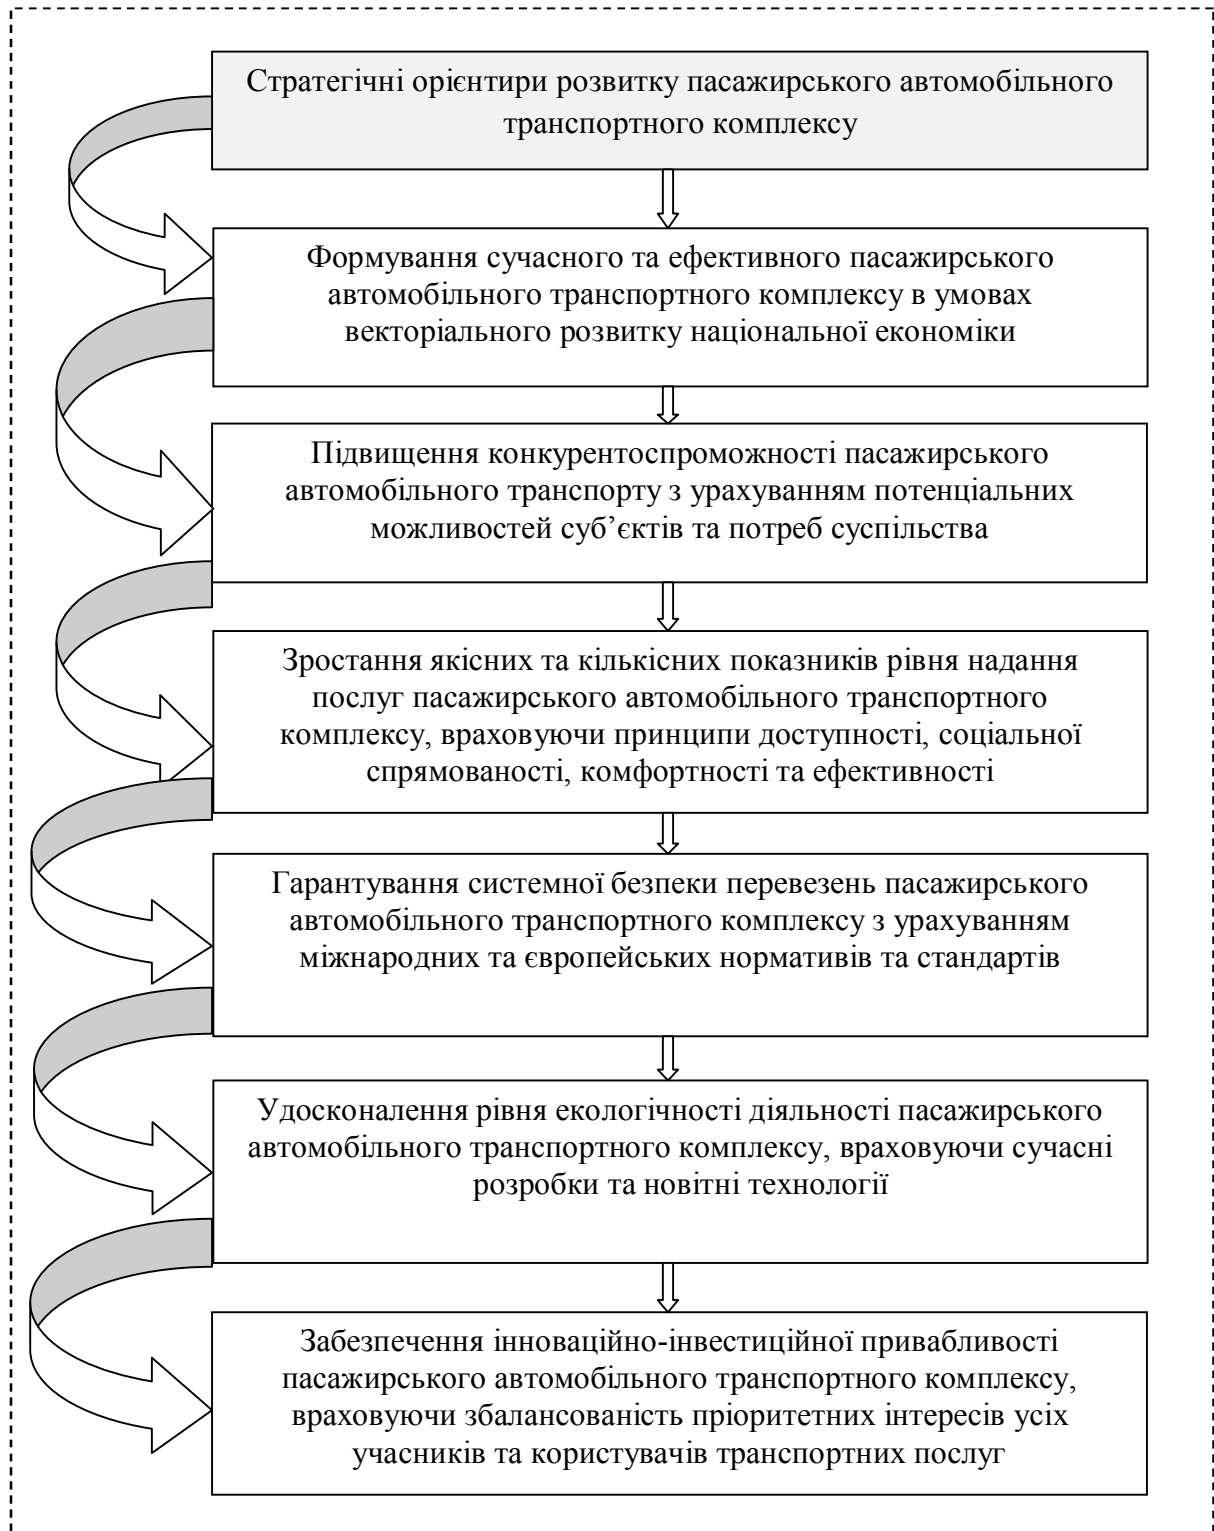 Стратегічні орієнтири розвитку пасажирського автомобільного
транспортного комплексу
Формування сучасного та ефективного пасажирського
автомобільного транспортного комплексу в умовах
векторіального розвитку національної економіки
Підвищення конкурентоспроможності пасажирського
автомобільного транспорту з урахуванням потенціальних
можливостей суб’єктів та потреб суспільства
Зростання якісних та кількісних показників рівня надання
послуг пасажирського автомобільного транспортного
комплексу, враховуючи принципи доступності, соціальної
спрямованості, комфортності та ефективності
Гарантування системної безпеки перевезень пасажирського
автомобільного транспортного комплексу з урахуванням
міжнародних та європейських нормативів та стандартів
Удосконалення рівня екологічності діяльності пасажирського
автомобільного транспортного комплексу, враховуючи сучасні
розробки та новітні технології
Забезпечення інноваційно-інвестиційної привабливості
пасажирського автомобільного транспортного комплексу,
враховуючи збалансованість пріоритетних інтересів усіх
учасників та користувачів транспортних послуг